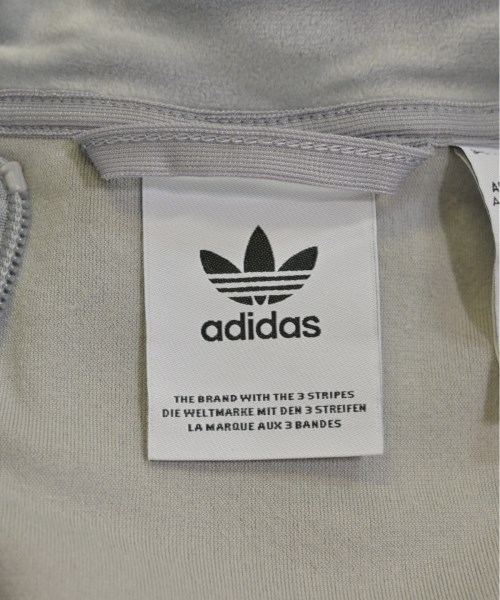 adidas
THE BRAND WITH THE 3 STRIPES
DIE WELTMARKE MIT DEN 3 STREIFEN
LA MARQUE AUX 3 BANDES